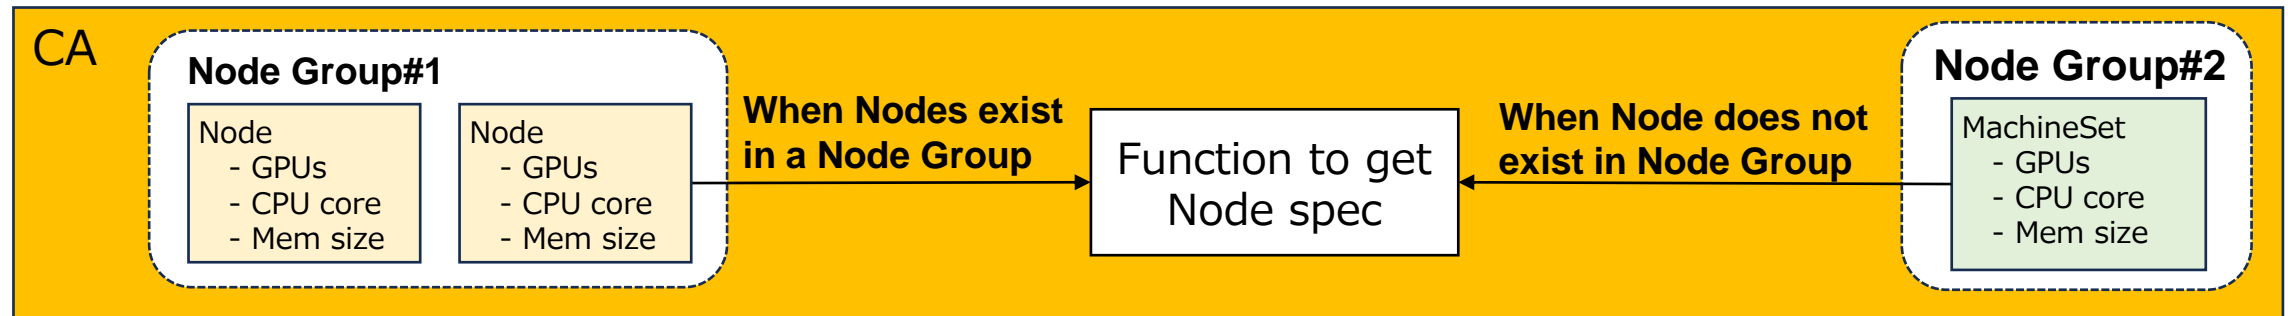 CA
Node Group#1
Node
- GPUs
- CPU core
- Mem size
Node
- GPUs
- CPU core
- Mem size
When Nodes exist
in a Node Group
Function to get
Node spec
When Node does not
exist in Node Group
Node Group#2
MachineSet
- GPUs
- CPU core
- Mem size